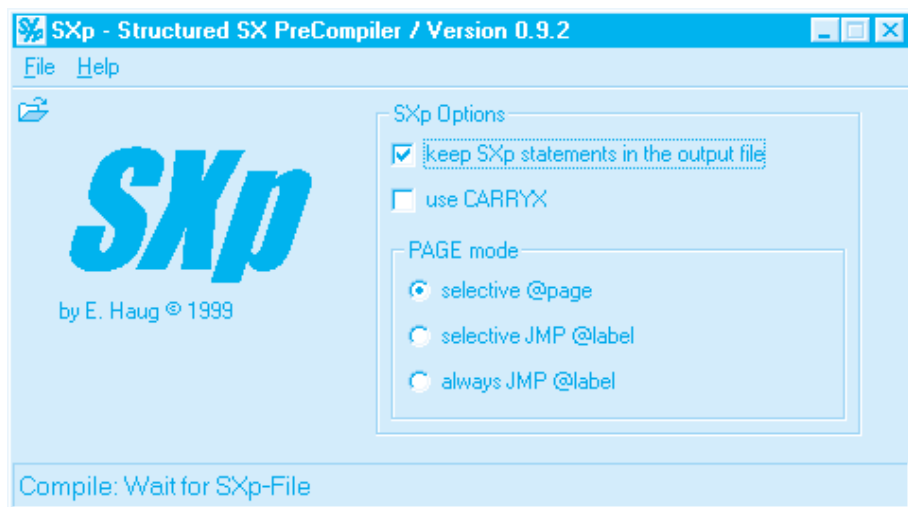 SXp - Structured SX PreCompiler / Version 0.9.2
File Help
SXp Options
keep SXp statements in the output file
use CARRYX
PAGE mode
selective @page
selective JMP @label
always JMP @label
SXp
by E. Haug © 1999
Compile: Wait for SXp-File